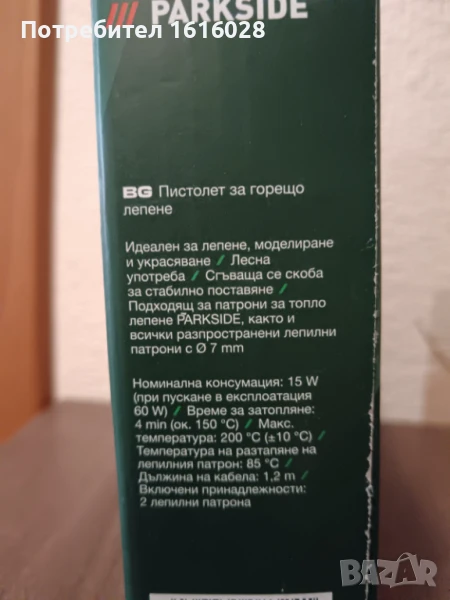 Потребител 1616028
/// PARKSIDE
BG Пистолет за горещо
лепене
Идеален за лепене, моделиране
и украсяване / Лесна
употреба / Сгъваща се скоба
за стабилно поставяне /
Подходящ за патрони за топло
лепене PARKSIDE, както и
всички разпространени лепилни
патрони с Ø 7 mm
Номинална консумация: 15 W
(при пускане в експлоатация
60 W) / Време за затопляне:
4 min (ок. 150 °C) / Макс.
температура: 200 °C (±10 °C) /
Температура на разтапяне на
лепилния патрон: 85 °C /
Дължина на кабела: 1,2 m /
Включени принадлежности:
2 лепилни патрона
BAZAR